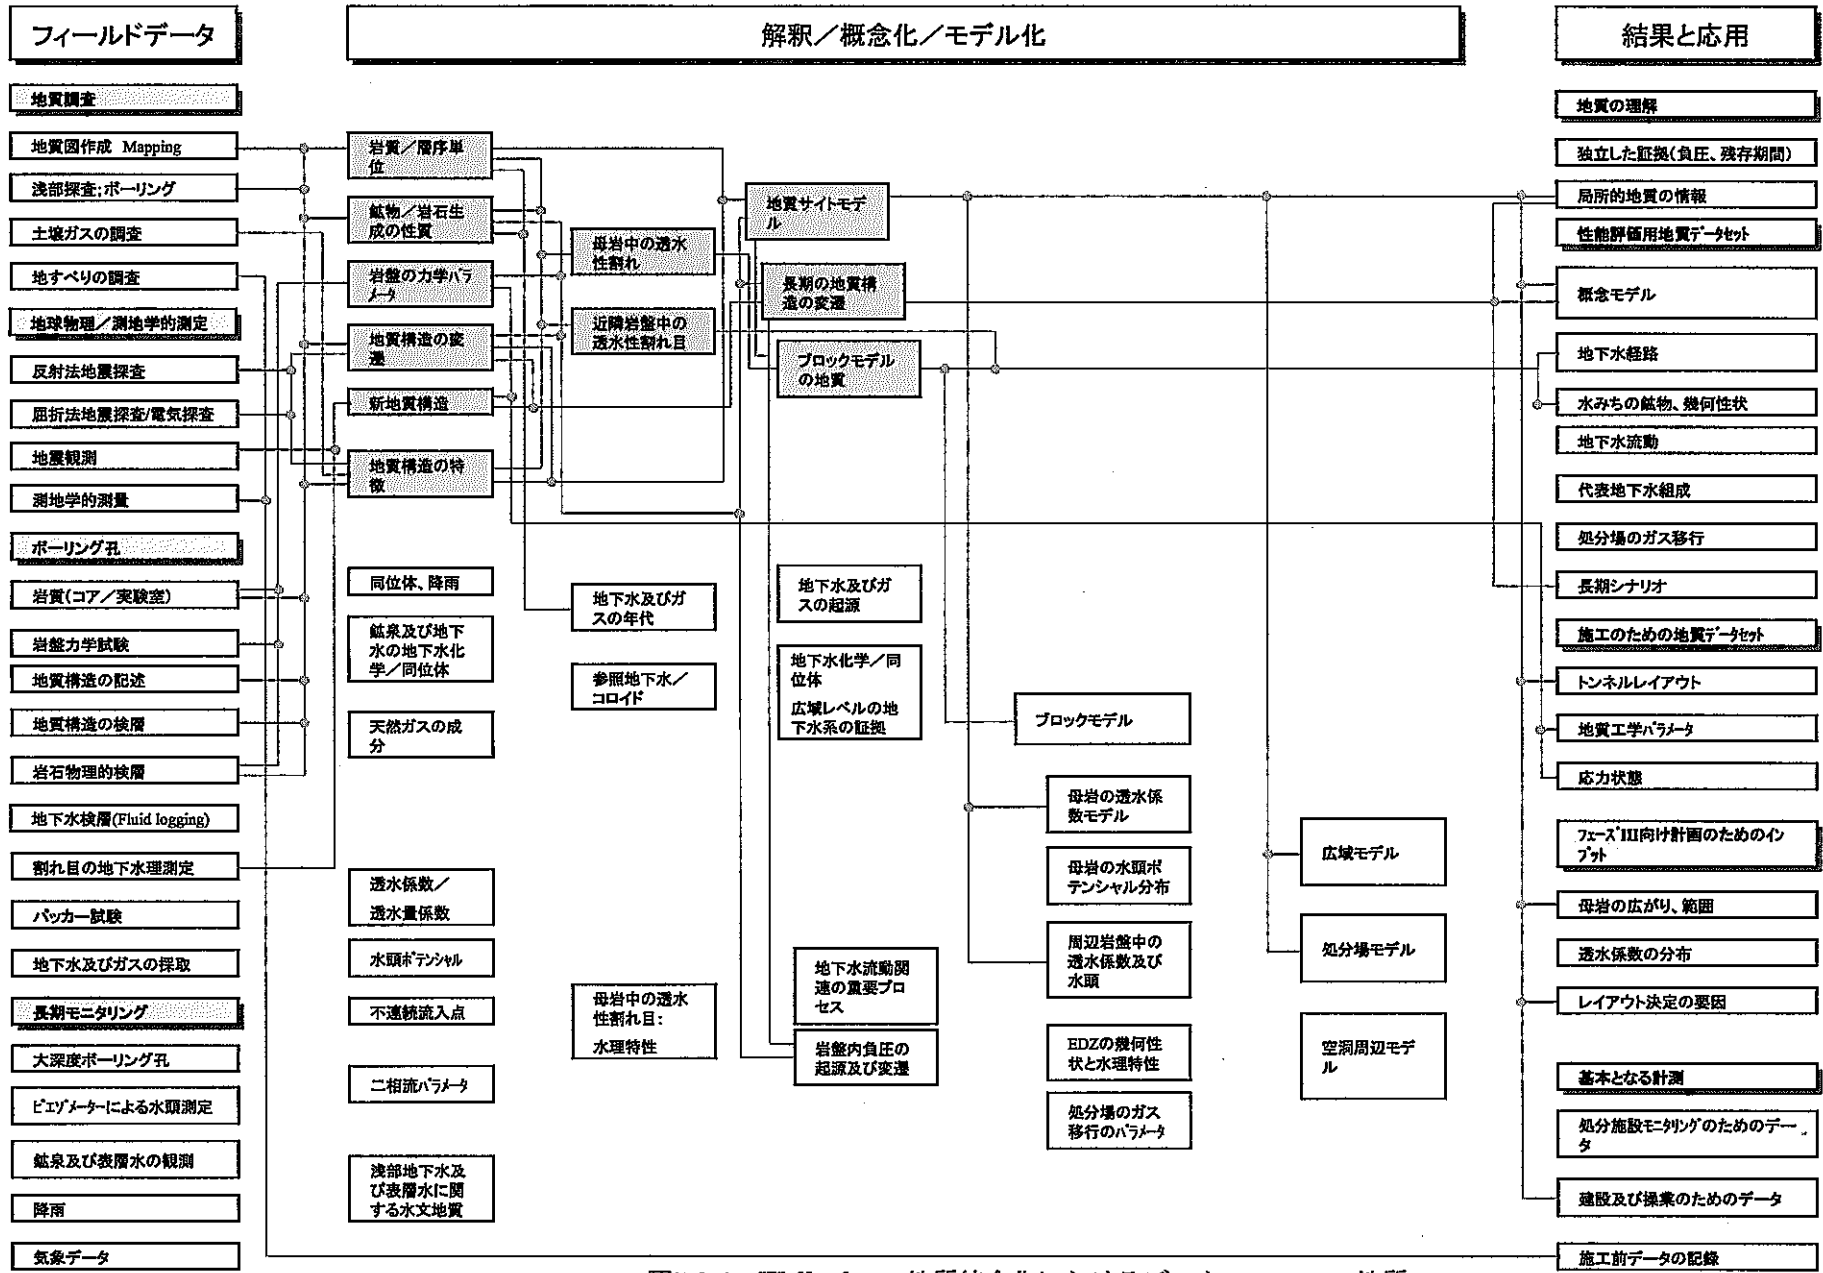 フィールドデータ
地質調査
地質図作成 Mapping
浅部探査;ボーリング
土壌ガスの調査
地すべりの調査
地球物理／測地学的測定
反射法地震探査
屈折法地震探査/電気探査
地震観測
測地学的測量
ボーリング孔
岩質(コア／実験室)
岩盤力学試験
地質構造の記述
地質構造の検層
岩石物理的検層
地下水検層(Fluid logging)
割れ目の地下水理測定
パッカー試験
地下水及びガスの採取
長期モニタリング
大深度ボーリング孔
ピエゾメーターによる水頭測定
鉱泉及び表層水の観測
降雨
気象データ
解釈／概念化／モデル化
岩質／層序単
位
鉱物／岩石生
成の性質
岩盤の力学パラ
メータ
地質構造の変
遷
新地質構造
地質構造の特
徴
同位体、降雨
鉱泉及び地下
水の地下水化
学／同位体
天然ガスの成
分
透水係数／
透水量係数
水頭ポテンシャル
不連続流入点
二相流パラメータ
浅部地下水及
び表層水に関
する水文地質
母岩中の透水
性割れ
近隣岩盤中の
透水性割れ目
地下水及びガ
スの年代
参照地下水／
コロイド
母岩中の透水
性割れ目：
水理特性
地質サイトモデ
ル
長期の地質構
造の変遷
ブロックモデル
の地質
地下水及びガ
スの起源
地下水化学／同
位体
広域レベルの地
下水系の証拠
地下水流動関
連の重要プロ
セス
岩盤内負圧の
起源及び変遷
ブロックモデル
母岩の透水係
数モデル
母岩の水頭ポ
テンシャル分布
周辺岩盤中の
透水係数及び
水頭
EDZの幾何性
状と水理特性
処分場のガス
移行のパラメータ
広域モデル
処分場モデル
空洞周辺モデ
ル
結果と応用
地質の理解
独立した証拠(負圧、残存期間)
局所的地質の情報
性能評価用地質データセット
概念モデル
地下水経路
水みちの鉱物、幾何性状
地下水流動
代表地下水組成
処分場のガス移行
長期シナリオ
施工のための地質データセット
トンネルレイアウト
地質工学パラメータ
応力状態
フェーズIII向け計画のためのイン
プット
母岩の広がり、範囲
透水係数の分布
レイアウト決定の要因
基本となる計測
処分施設モニタリングのためのデー
タ
建設及び操業のためのデータ
施工前データの記録